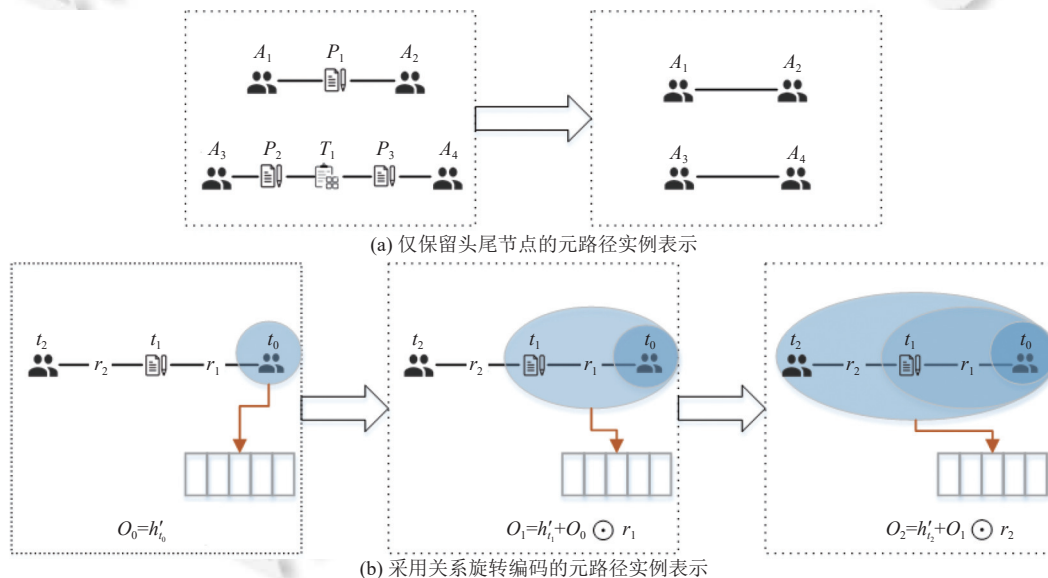 A₁ P₁ A₂
A₃ P₂ T₁ P₃ A₄
A₁ A₂
A₃ A₄
(a) 仅保留头尾节点的元路径实例表示
t₂ t₁ t₀
r₂ r₁
O₀=h′ₜ₀
t₂ t₁ t₀
r₂ r₁
O₁=h′ₜ₁+O₀ ⊙ r₁
t₂ t₁ t₀
r₂ r₁
O₂=h′ₜ₂+O₁ ⊙ r₂
(b) 采用关系旋转编码的元路径实例表示